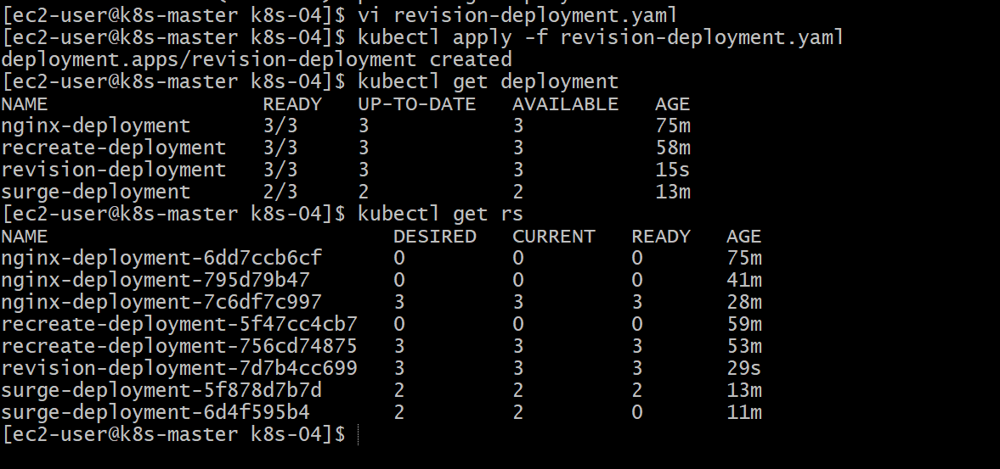 [ec2-user@k8s-master k8s-04]$ vi revision-deployment.yaml
[ec2-user@k8s-master k8s-04]$ kubectl apply -f revision-deployment.yaml
deployment.apps/revision-deployment created
[ec2-user@k8s-master k8s-04]$ kubectl get deployment
NAME                  READY   UP-TO-DATE   AVAILABLE   AGE
nginx-deployment      3/3     3            3           75m
recreate-deployment   3/3     3            3           58m
revision-deployment   3/3     3            3           15s
surge-deployment      2/3     2            2           13m
[ec2-user@k8s-master k8s-04]$ kubectl get rs
NAME                             DESIRED   CURRENT   READY   AGE
nginx-deployment-6dd7ccb6cf      0         0         0       75m
nginx-deployment-795d79b47       0         0         0       41m
nginx-deployment-7c6df7c997      3         3         3       28m
recreate-deployment-5f47cc4cb7   0         0         0       59m
recreate-deployment-756cd74875   3         3         3       53m
revision-deployment-7d7b4cc699   3         3         3       29s
surge-deployment-5f878d7b7d      2         2         2       13m
surge-deployment-6d4f595b4       2         2         0       11m
[ec2-user@k8s-master k8s-04]$